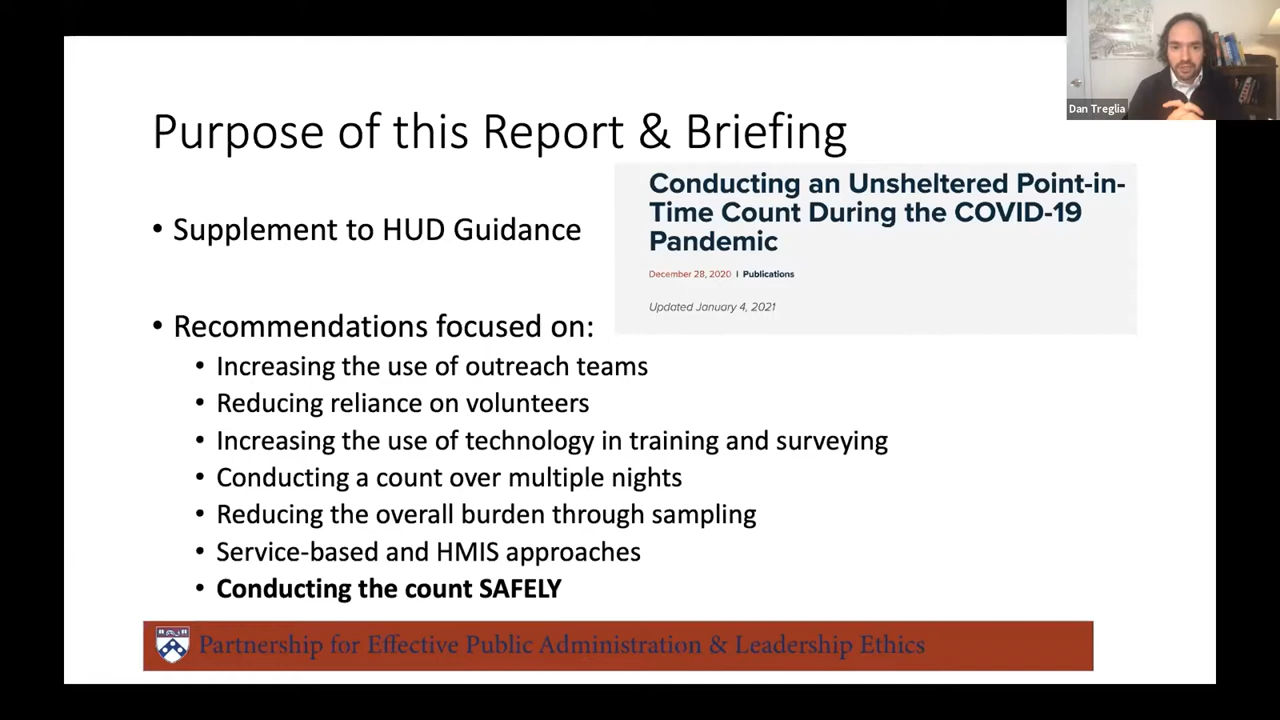 Dan Treglia
Purpose of this Report & Briefing
• Supplement to HUD Guidance
Conducting an Unsheltered Point-in-
Time Count During the COVID-19
Pandemic
December 28, 2020 | Publications
Updated January 4, 2021
• Recommendations focused on:
• Increasing the use of outreach teams
• Reducing reliance on volunteers
• Increasing the use of technology in training and surveying
• Conducting a count over multiple nights
• Reducing the overall burden through sampling
• Service-based and HMIS approaches
• Conducting the count SAFELY
Partnership for Effective Public Administration & Leadership Ethics